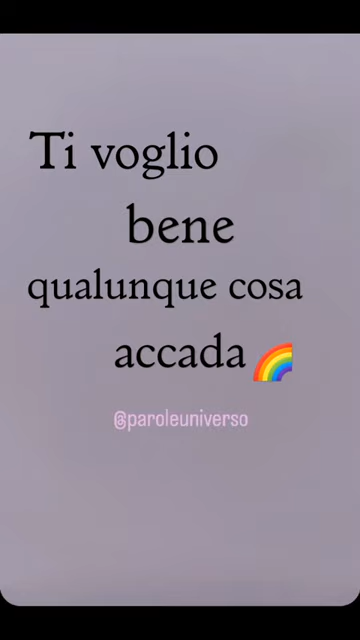 Ti voglio
bene
qualunque cosa
accada🌈
@paroleuniverso